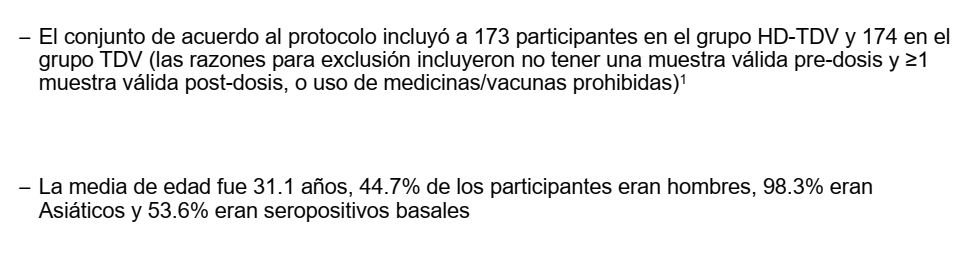 – El conjunto de acuerdo al protocolo incluyó a 173 participantes en el grupo HD-TDV y 174 en el
grupo TDV (las razones para exclusión incluyeron no tener una muestra válida pre-dosis y ≥1
muestra válida post-dosis, o uso de medicinas/vacunas prohibidas)¹
– La media de edad fue 31.1 años, 44.7% de los participantes eran hombres, 98.3% eran
Asiáticos y 53.6% eran seropositivos basales